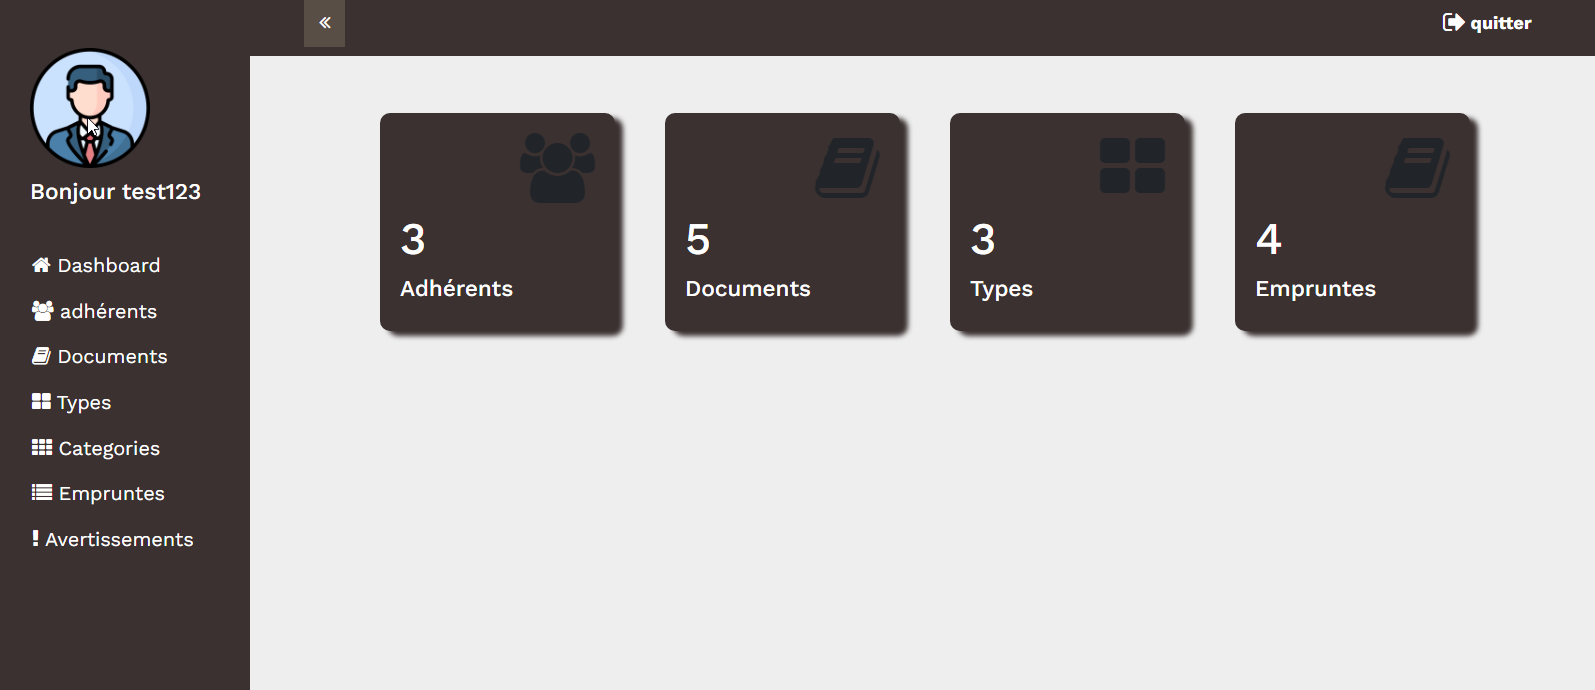 «
quitter
Bonjour test123
Dashboard
adhérents
Documents
Types
Categories
Empruntes
Avertissements
3
Adhérents
5
Documents
3
Types
4
Empruntes